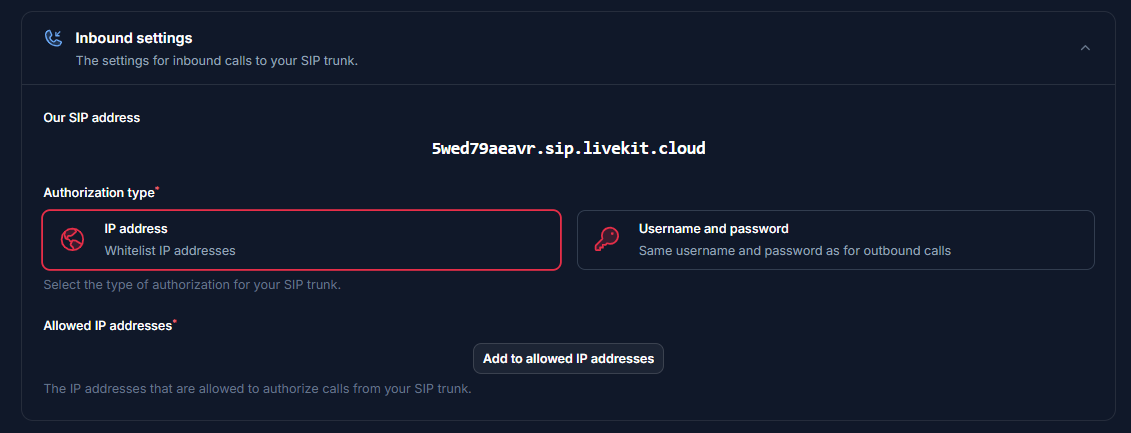 Inbound settings
The settings for inbound calls to your SIP trunk.
Our SIP address
5wed79aeavr.sip.livekit.cloud
Authorization type*
IP address
Whitelist IP addresses
Username and password
Same username and password as for outbound calls
Select the type of authorization for your SIP trunk.
Allowed IP addresses*
Add to allowed IP addresses
The IP addresses that are allowed to authorize calls from your SIP trunk.